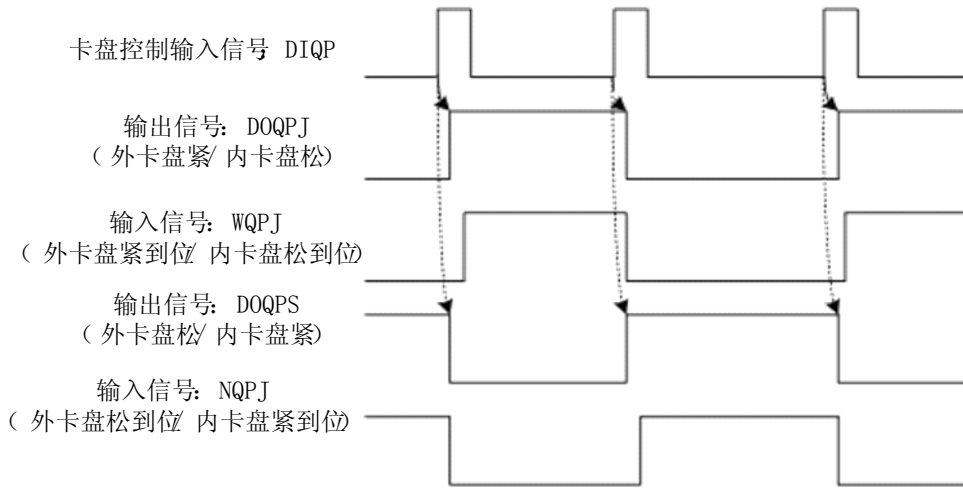 卡盘控制输入信号 DIQP
输出信号: DOQPJ
（外卡盘紧/内卡盘松）
输入信号: WQPJ
（外卡盘紧到位/内卡盘松到位）
输出信号: DOQPS
（外卡盘松/内卡盘紧）
输入信号: NQPJ
（外卡盘松到位/内卡盘紧到位）